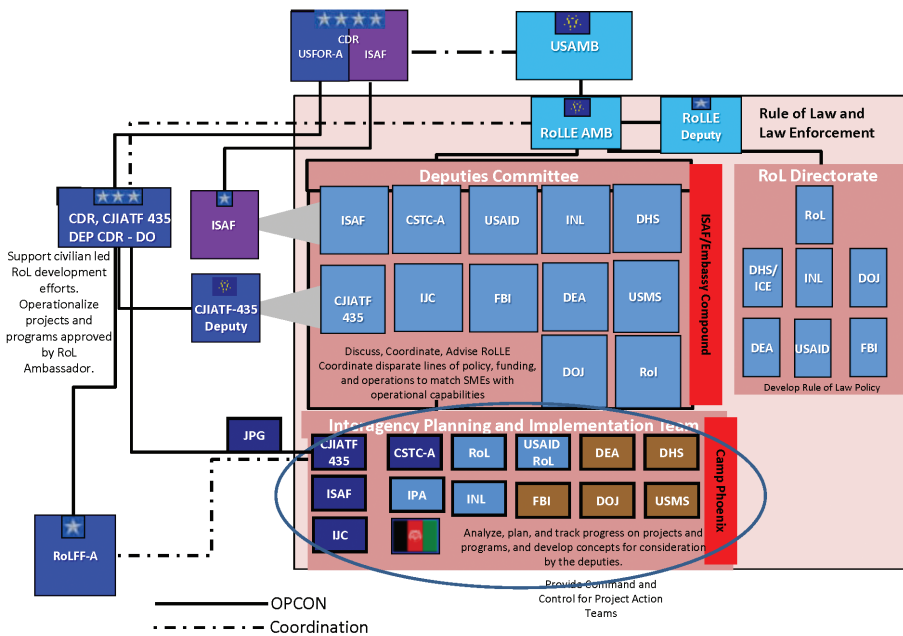 CDR
USFOR-A
ISAF
USAMB
RoLLE AMB
RoLLE
Deputy
Rule of Law and
Law Enforcement
CDR, CJIATF 435
DEP CDR - DO
Support civilian led
RoL development
efforts.
Operationalize
projects and
programs approved
by RoL
Ambassador.
ISAF
CJIATF-435
Deputy
Deputies Committee
ISAF
CSTC-A
USAID
INL
DHS
CJIATF
435
IJC
FBI
DEA
USMS
DOJ
Rol
Discuss, Coordinate, Advise RoLLE
Coordinate disparate lines of policy, funding,
and operations to match SMEs with
operational capabilities
ISAF/Embassy Compound
RoL Directorate
RoL
DHS/
ICE
INL
DOJ
DEA
USAID
FBI
Develop Rule of Law Policy
JPG
Interagency Planning and Implementation Team
CJIATF
435
CSTC-A
RoL
USAID
RoL
DEA
DHS
ISAF
IPA
INL
FBI
DOJ
USMS
IJC
Analyze, plan, and track progress on projects and
programs, and develop concepts for consideration
by the deputies.
Camp Phoenix
RoLFF-A
Provide Command and
Control for Project Action
Teams
OPCON
Coordination